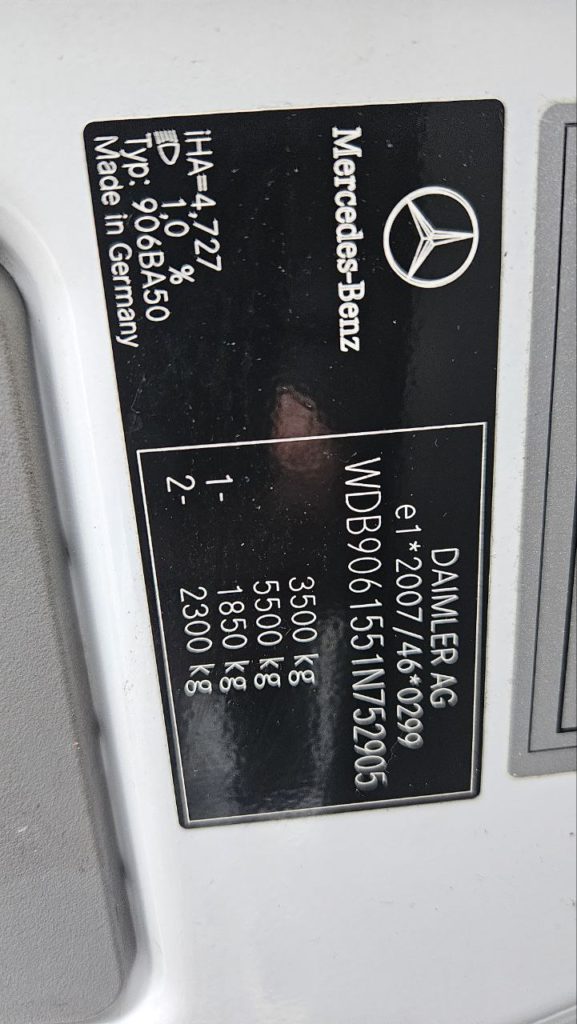 Mercedes-Benz
iHA=4,727
1,0 %
Typ: 906BA50
Made in Germany
DAIMLER AG
e1*2007/46*0299
WDB9061551N752905
3500 kg
5500 kg
1- 1850 kg
2- 2300 kg